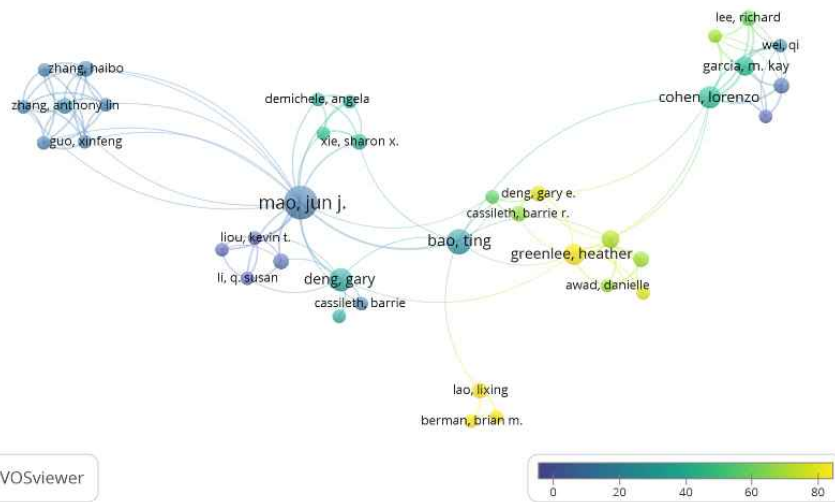 lee, richard
wei, qi
garcia, m. kay
cohen, lorenzo
zhang, haibo
zhang, anthony lin
guo, xinfeng
demichele, angela
xie, sharon x.
mao, jun j.
deng, gary e.
cassileth, barrie r.
bao, ting
greenlee, heather
awad, danielle
liou, kevin t.
li, q. susan
deng, gary
cassileth, barrie
lao, lixing
berman, brian m.
VOSviewer
0 20 40 60 80